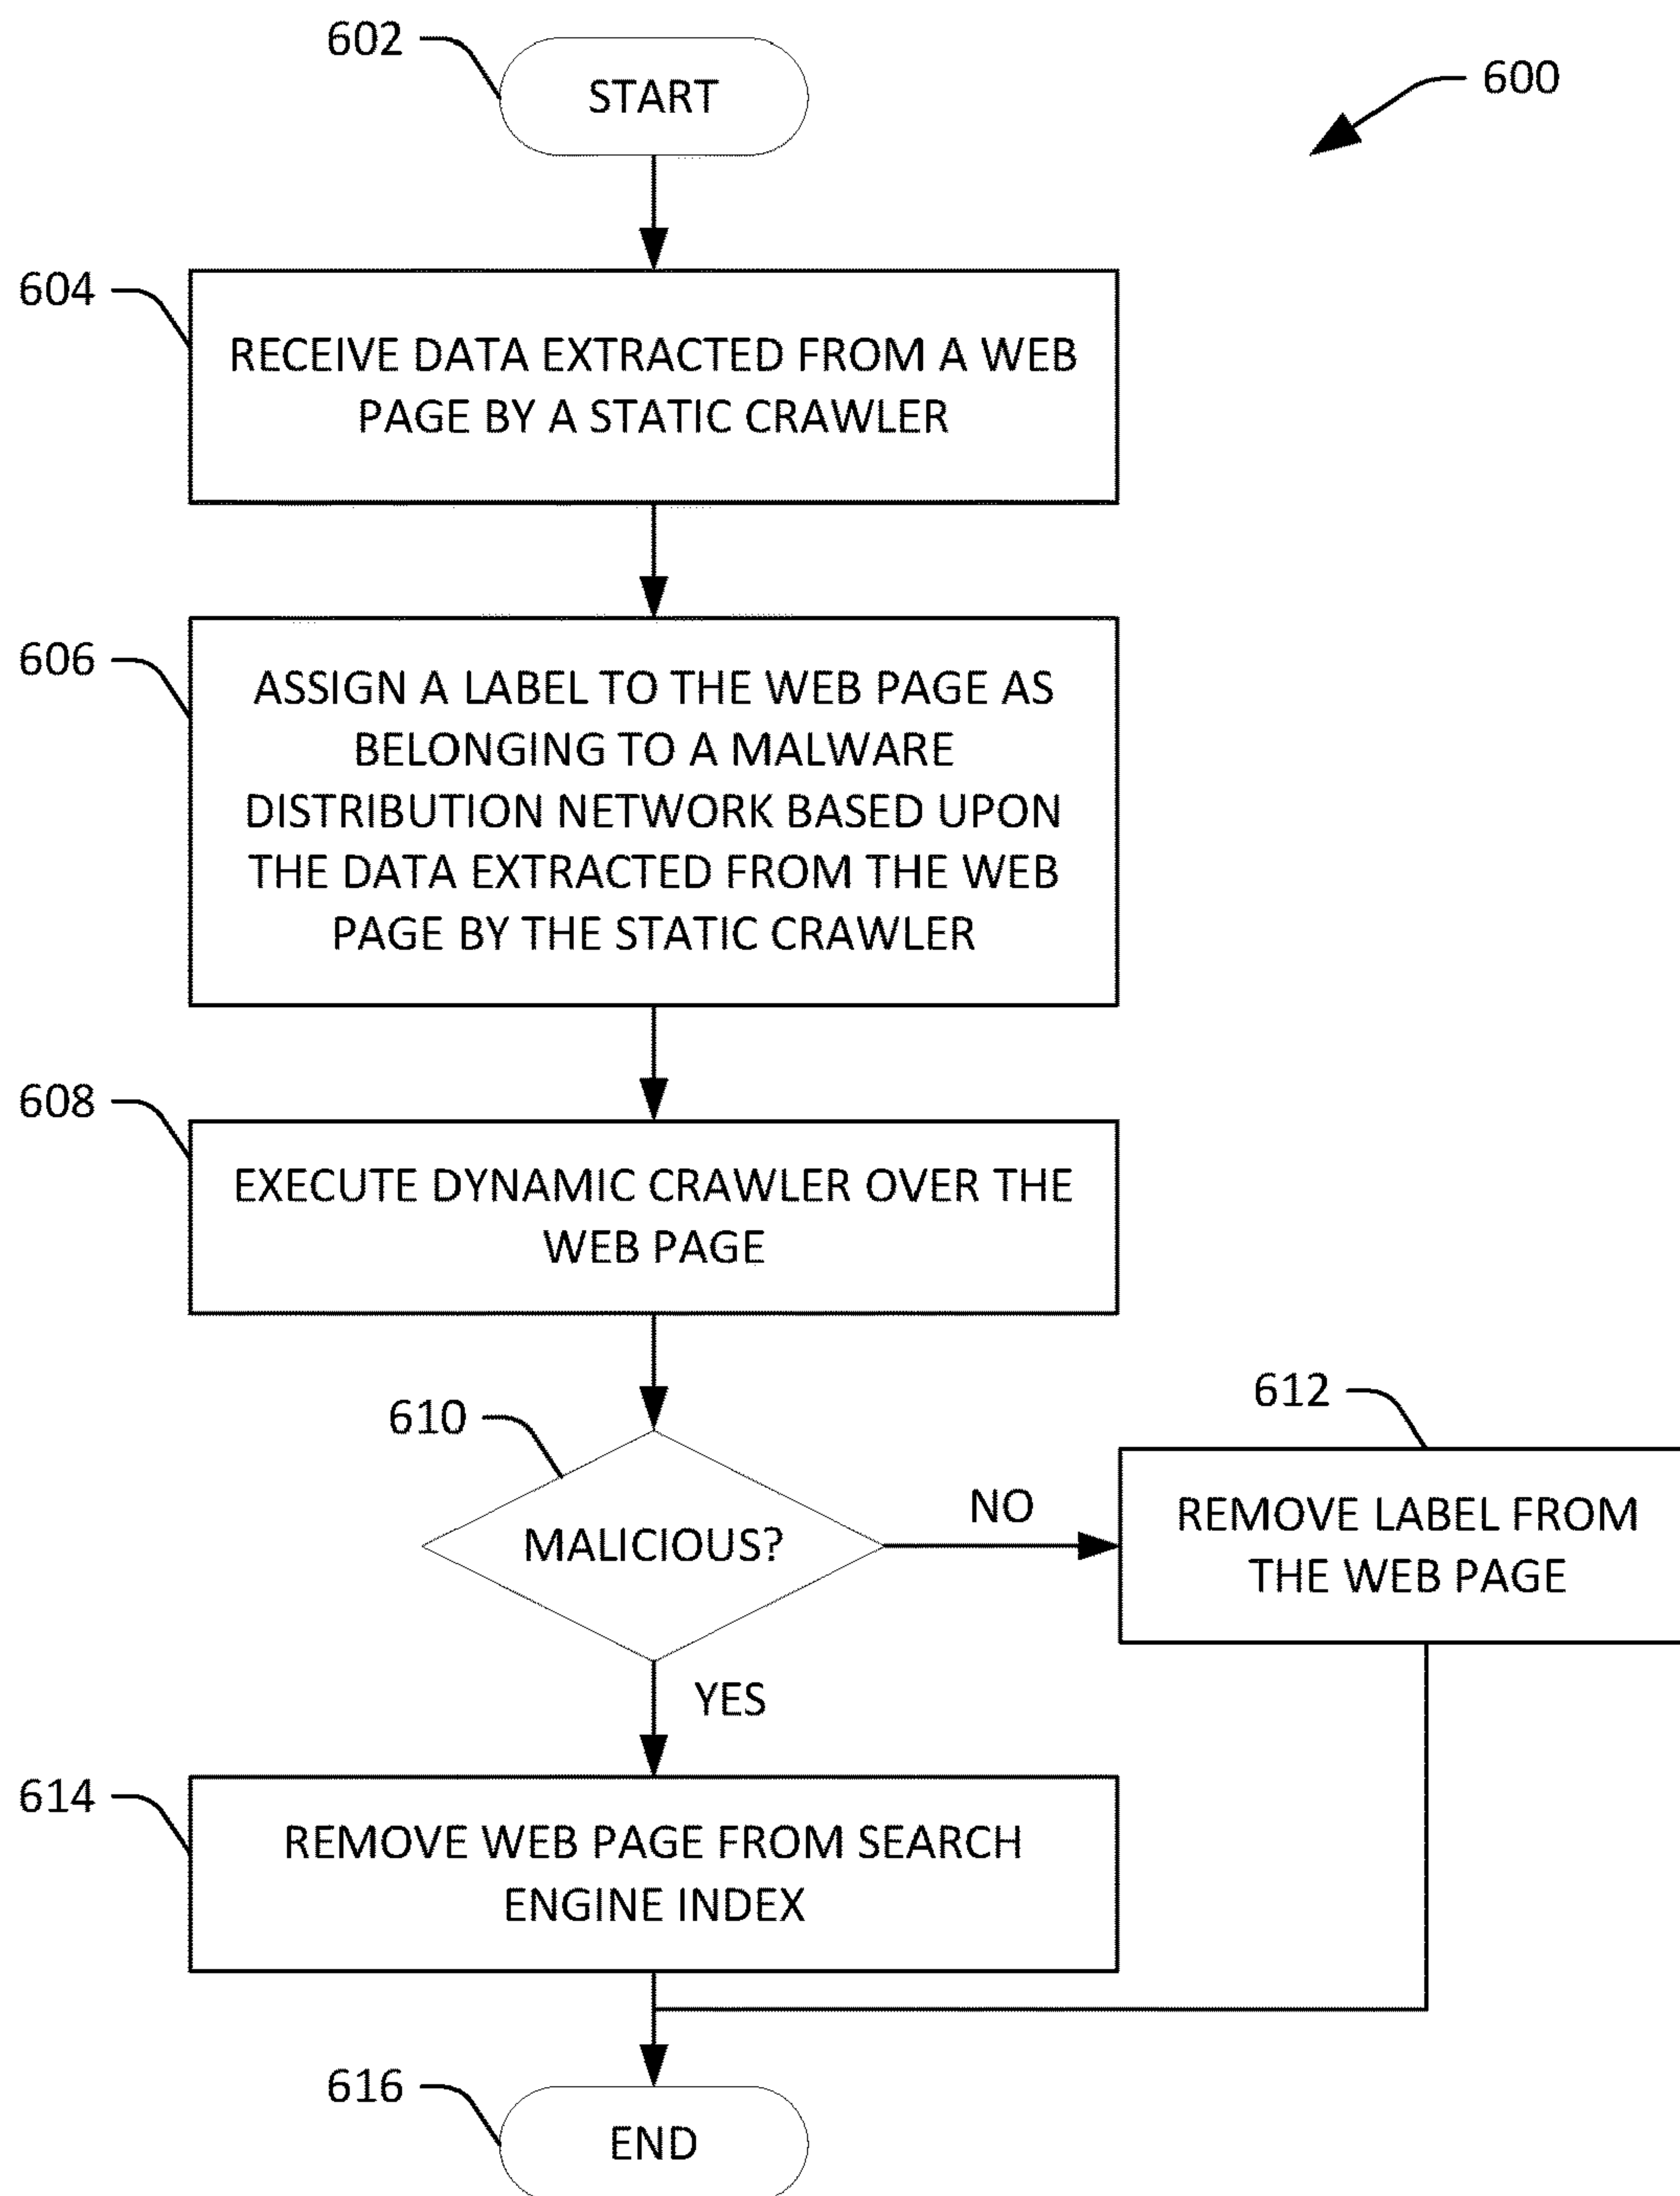 602
START
600
604
RECEIVE DATA EXTRACTED FROM A WEB
PAGE BY A STATIC CRAWLER
606
ASSIGN A LABEL TO THE WEB PAGE AS
BELONGING TO A MALWARE
DISTRIBUTION NETWORK BASED UPON
THE DATA EXTRACTED FROM THE WEB
PAGE BY THE STATIC CRAWLER
608
EXECUTE DYNAMIC CRAWLER OVER THE
WEB PAGE
610
MALICIOUS?
NO
612
REMOVE LABEL FROM
THE WEB PAGE
YES
614
REMOVE WEB PAGE FROM SEARCH
ENGINE INDEX
616
END